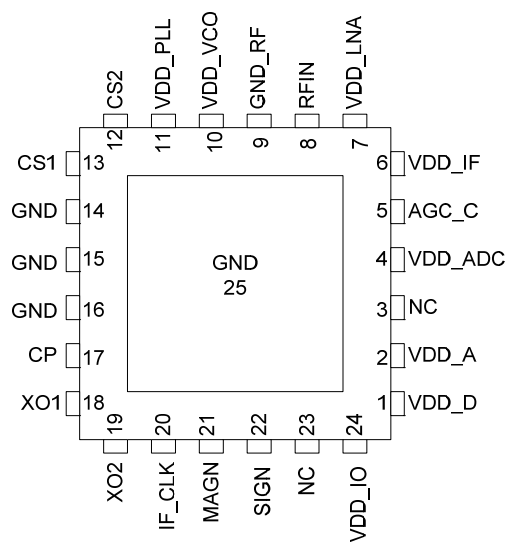 CS2
VDD_PLL
VDD_VCO
GND_RF
RFIN
VDD_LNA
12
11
10
9
8
7
CS1
13
6
VDD_IF
GND
14
5
AGC_C
GND
15
GND
25
4
VDD_ADC
GND
16
3
NC
CP
17
2
VDD_A
XO1
18
1
VDD_D
19
20
21
22
23
24
XO2
IF_CLK
MAGN
SIGN
NC
VDD_IO